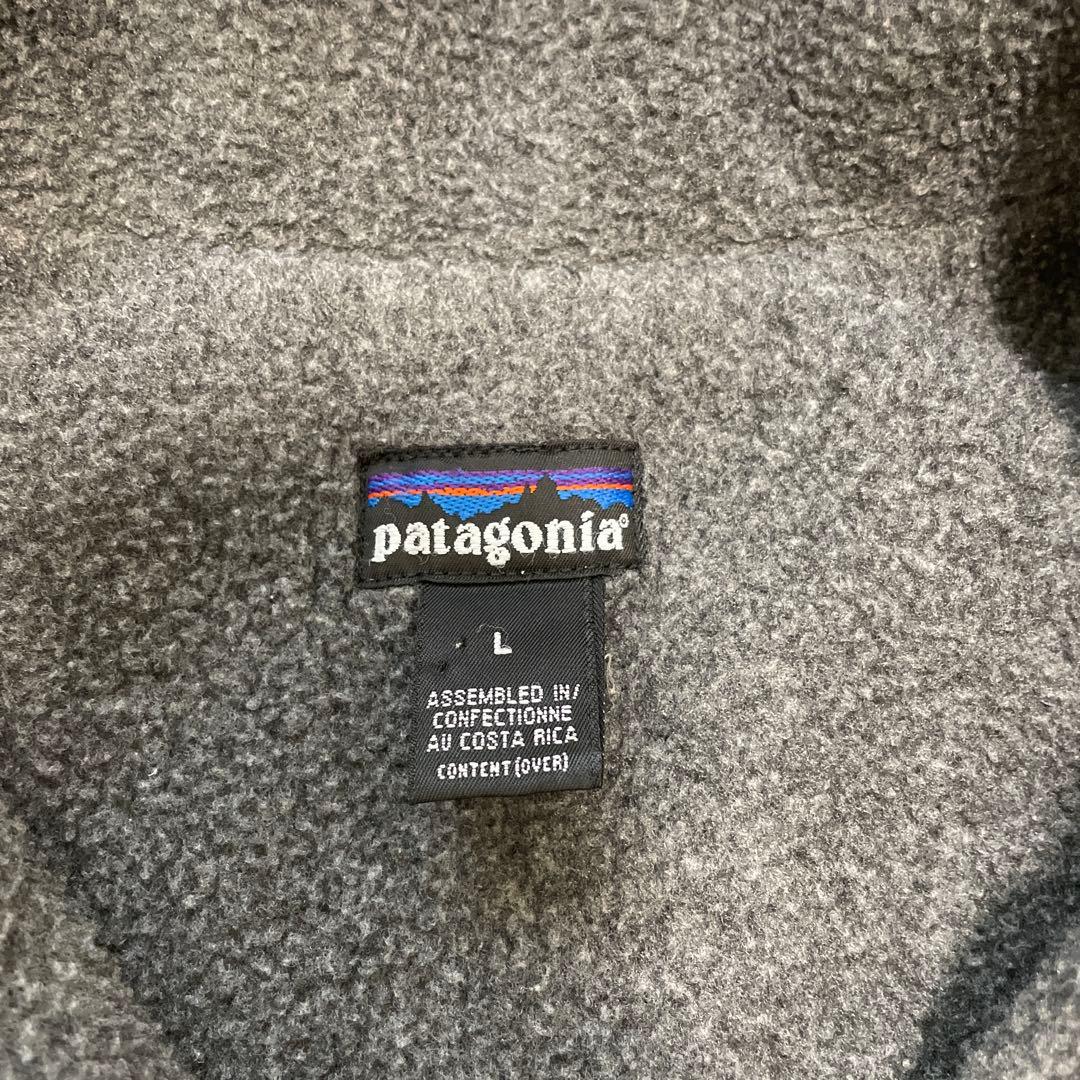 patagonia®
L
ASSEMBLED IN/
CONFECTIONNE
AU COSTA RICA
CONTENT (OVER)